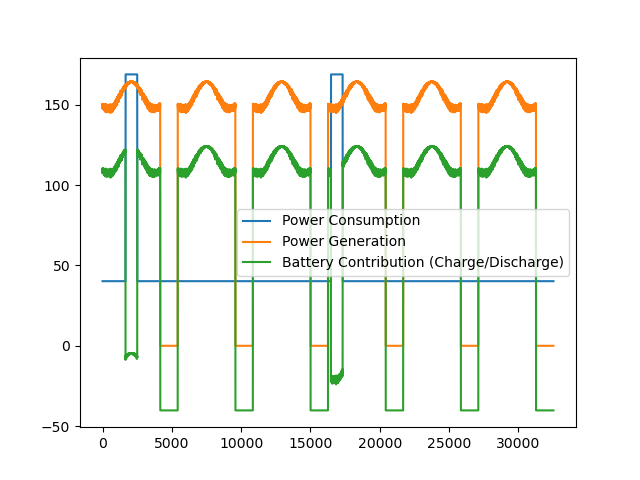 150
100
50
0
−50
Power Consumption
Power Generation
Battery Contribution (Charge/Discharge)
0 5000 10000 15000 20000 25000 30000